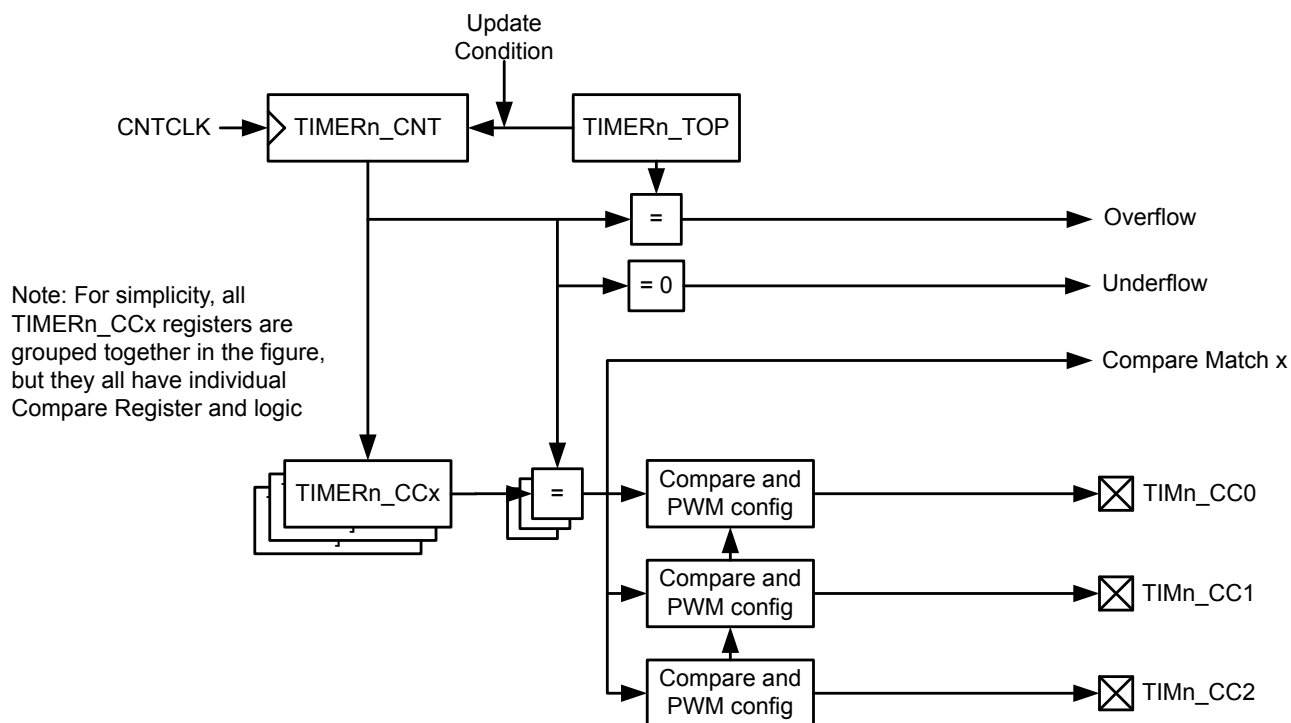 Update
Condition
CNTCLK
TIMERn_CNT
TIMERn_TOP
=
Overflow
= 0
Underflow
Note: For simplicity, all
TIMERn_CCx registers are
grouped together in the figure,
but they all have individual
Compare Register and logic
Compare Match x
TIMERn_CCx
=
Compare and
PWM config
TIMn_CC0
Compare and
PWM config
TIMn_CC1
Compare and
PWM config
TIMn_CC2